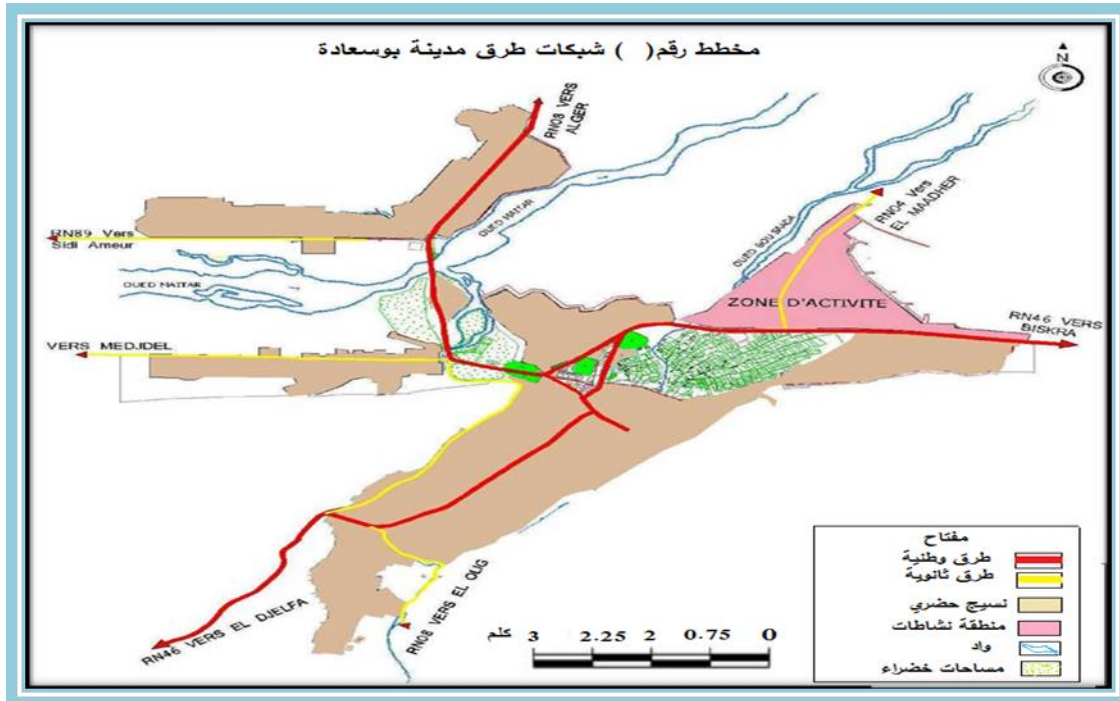 مخطط رقم( ) شبكات طرق مدينة بوسعادة
N
RN08 VERS
ALGER
RN89 Vers
Sidi Ameur
OUED MAITAR
OUED MAITAR
OUED BOU SAADA
RN04 Vers
EL MAADHER
ZONE D'ACTIVITE
RN46 VERS
BISKRA
VERS MEDJIDEL
RN46 VERS EL DJELFA
RN08 VERS EL OLIG
كلم 3 2.25 2 0.75 0
مفتاح
طرق وطنية
طرق ثانوية
نسيج حضري
منطقة نشاطات
واد
مساحات خضراء